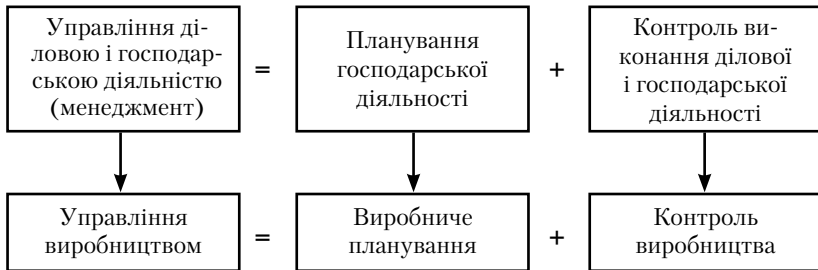 Управління ді-
ловою і господар-
ською діяльністю
(менеджмент)
=
Планування
господарської
діяльності
+
Контроль ви-
конання ділової
і господарської
діяльності
Управління
виробництвом
=
Виробниче
планування
+
Контроль
виробництва